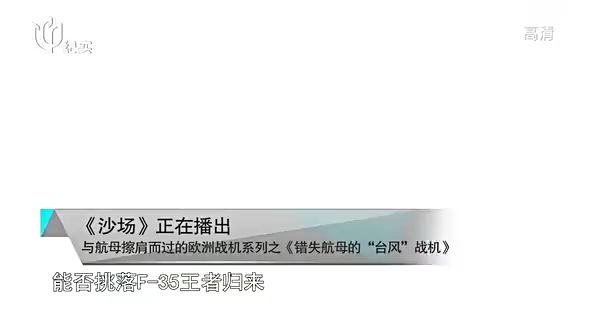 纪实
高清
《沙场》正在播出
与航母擦肩而过的欧洲战机系列之《错失航母的“台风”战机》
能否挑落F-35王者归来